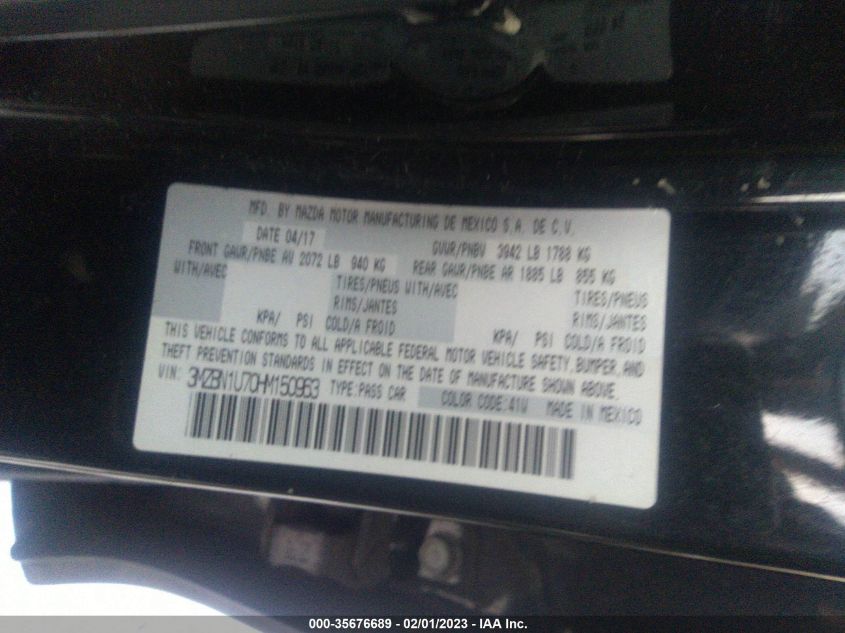 MFD. BY MAZDA MOTOR MANUFACTURING DE MEXICO S.A. DE C.V.
DATE 04/17 GVWR/PNBV 3942 LB 1788 KG
FRONT GAWR/PNBE AV 2072 LB 940 KG REAR GAWR/PNBE AR 1885 LB 855 KG
WITH/AVEC TIRES/PNEUS WITH/AVEC TIRES/PNEUS
RIMS/JANTES RIMS/JANTES
KPA/ PSI COLD/A FROID KPA/ PSI COLD/A FROID
THIS VEHICLE CONFORMS TO ALL APPLICABLE FEDERAL MOTOR VEHICLE SAFETY, BUMPER, AND
THEFT PREVENTION STANDARDS IN EFFECT ON THE DATE OF MANUFACTURE SHOWN ABOVE.
VIN: 3MZBN1U70HM150963 TYPE:PASS CAR COLOR CODE:41W MADE IN MEXICO
000-35676689 - 02/01/2023 - IAA Inc.